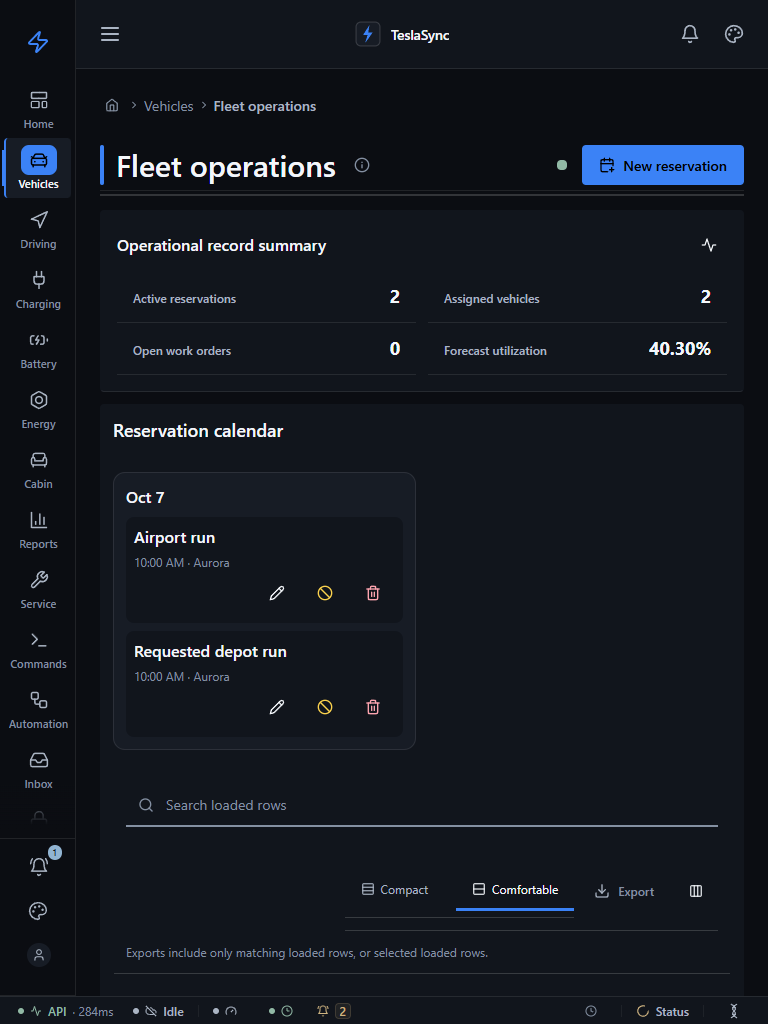 TeslaSync
Home
Vehicles
Driving
Charging
Battery
Energy
Cabin
Reports
Service
Commands
Automation
Inbox
1
Vehicles
Fleet operations
Fleet operations
New reservation
Operational record summary
Active reservations 2
Assigned vehicles 2
Open work orders 0
Forecast utilization 40.30%
Reservation calendar
Oct 7
Airport run
10:00 AM · Aurora
Requested depot run
10:00 AM · Aurora
Search loaded rows
Compact Comfortable Export
Exports include only matching loaded rows, or selected loaded rows.
API · 284ms Idle 2 Status